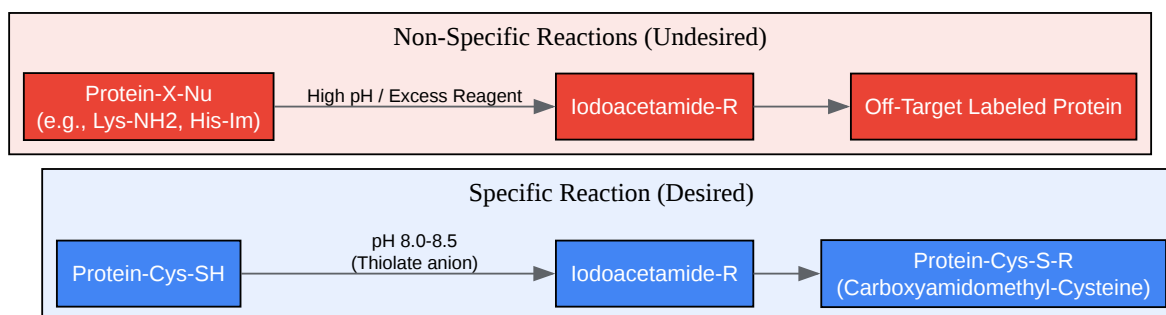 Non-Specific Reactions (Undesired)
Protein-X-Nu
(e.g., Lys-NH2, His-Im)
High pH / Excess Reagent
Iodoacetamide-R
Off-Target Labeled Protein
Specific Reaction (Desired)
Protein-Cys-SH
pH 8.0-8.5
(Thiolate anion)
Iodoacetamide-R
Protein-Cys-S-R
(Carboxyamidomethyl-Cysteine)